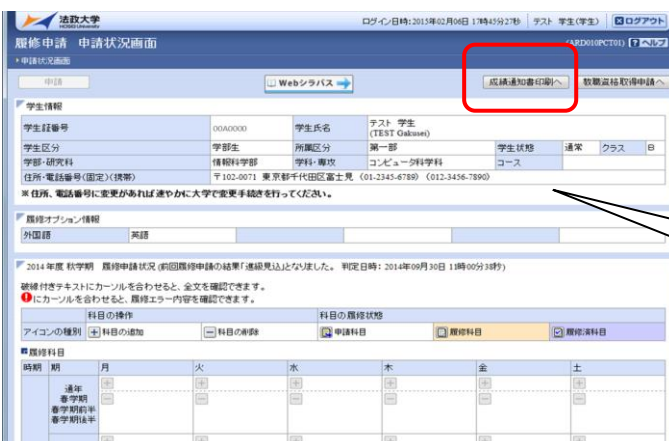 法政大学
HOSEI University
ログイン日時:2015年02月06日 17時45分27秒 テスト 学生(学生) ログアウト
履修申請 申請状況画面 (ARD010PCT01) ヘルプ
申請状況画面
申請 Webシラバス 成績通知書印刷へ 教職資格取得申請へ
学生情報
学生証番号 00A0000 学生氏名 テスト 学生
(TEST Gakusei)
学生区分 学部生 所属区分 第一部 学生状態 通常 クラス B
学部・研究科 情報科学部 学科・専攻 コンピュータ科学科 コース
住所・電話番号(固定)(携帯) 〒102-0071 東京都千代田区富士見 (01-2345-6789) (012-3456-7890)
※住所、電話番号に変更があれば速やかに大学で変更手続きを行ってください。
履修オプション情報
外国語 英語
2014年度 秋学期 履修申請状況 (前回履修申請の結果「進級見込」となりました。 判定日時:2014年09月30日 11時00分38秒)
破線付きテキストにカーソルを合わせると、全文を確認できます。
!にカーソルを合わせると、履修エラー内容を確認できます。
科目の操作 科目の履修状態
アイコンの種別 + 科目の追加 - 科目の削除 申請科目 履修科目 履修済科目
履修科目
時期 期 月 火 水 木 金 土
通年
春学期
春学期前半
春学期後半